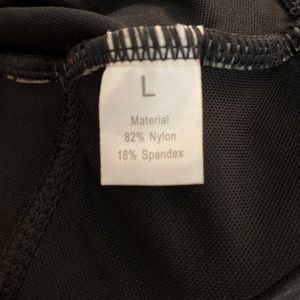 L
Material
82% Nylon
18% Spandex